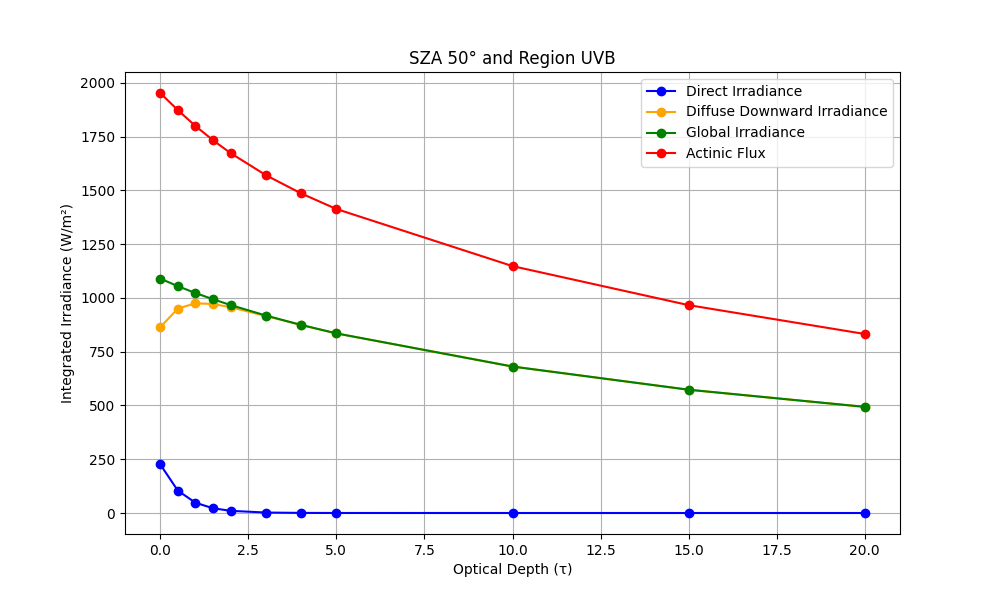 SZA 50° and Region UVB
Direct Irradiance
Diffuse Downward Irradiance
Global Irradiance
Actinic Flux
Integrated Irradiance (W/m²)
2000
1750
1500
1250
1000
750
500
250
0
0.0 2.5 5.0 7.5 10.0 12.5 15.0 17.5 20.0
Optical Depth (τ)